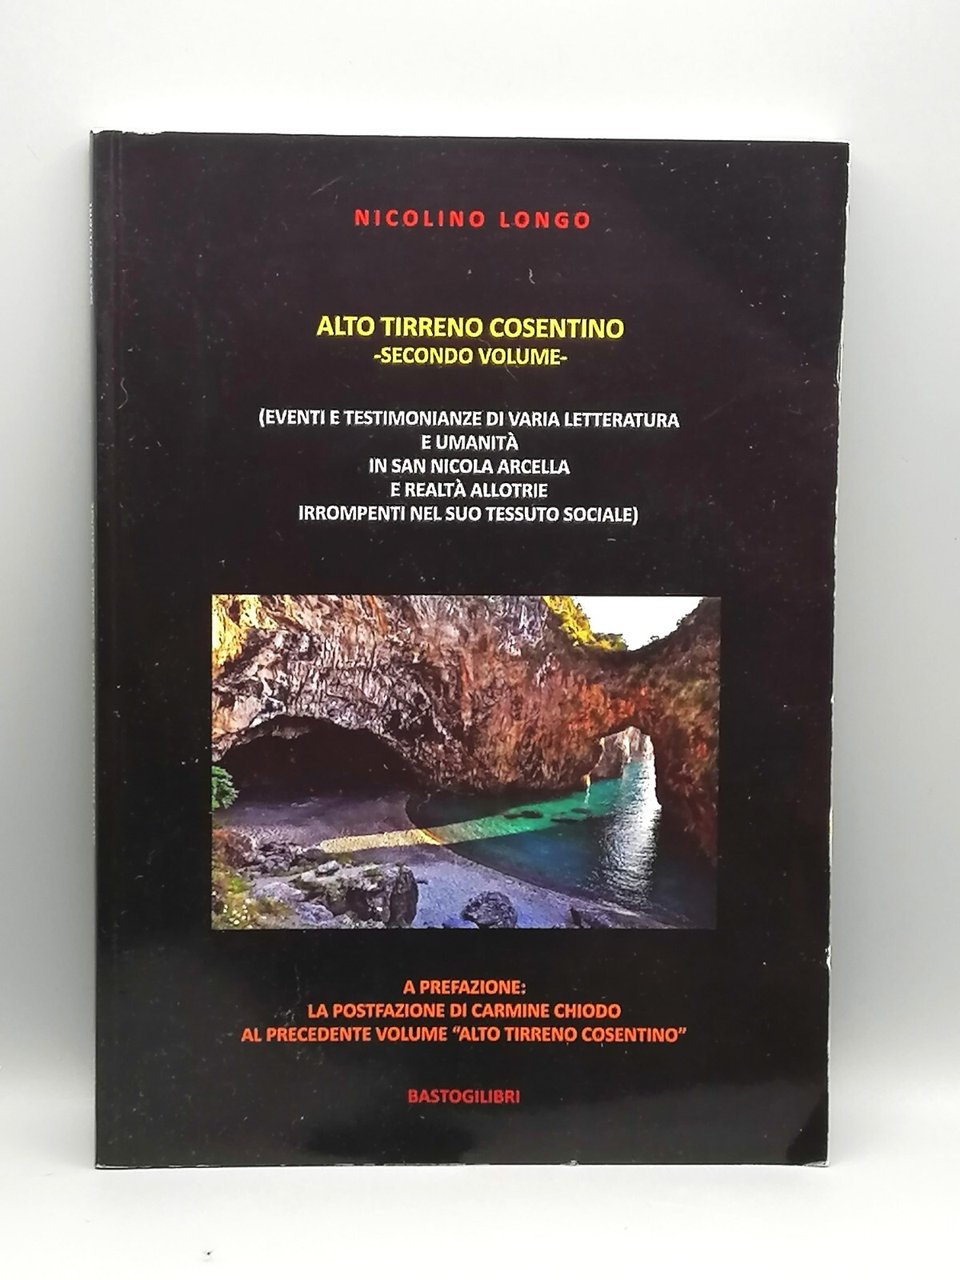 NICOLINO LONGO
ALTO TIRRENO COSENTINO
-SECONDO VOLUME-
(EVENTI E TESTIMONIANZE DI VARIA LETTERATURA
E UMANITÀ
IN SAN NICOLA ARCELLA
E REALTÀ ALLOTRIE
IRROMPENTI NEL SUO TESSUTO SOCIALE)
A PREFAZIONE:
LA POSTFAZIONE DI CARMINE CHIODO
AL PRECEDENTE VOLUME “ALTO TIRRENO COSENTINO”
BASTOGILIBRI